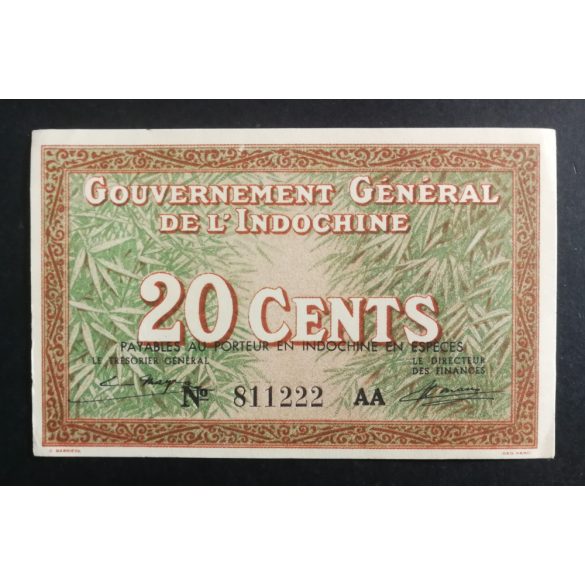 GOUVERNEMENT GÉNÉRAL
DE L'INDOCHINE
20 CENTS
PAYABLES AU PORTEUR EN INDOCHINE EN ESPÈCES
LE TRÉSORIER GÉNÉRAL
LE DIRECTEUR
DES FINANCES
Nº 811222 AA